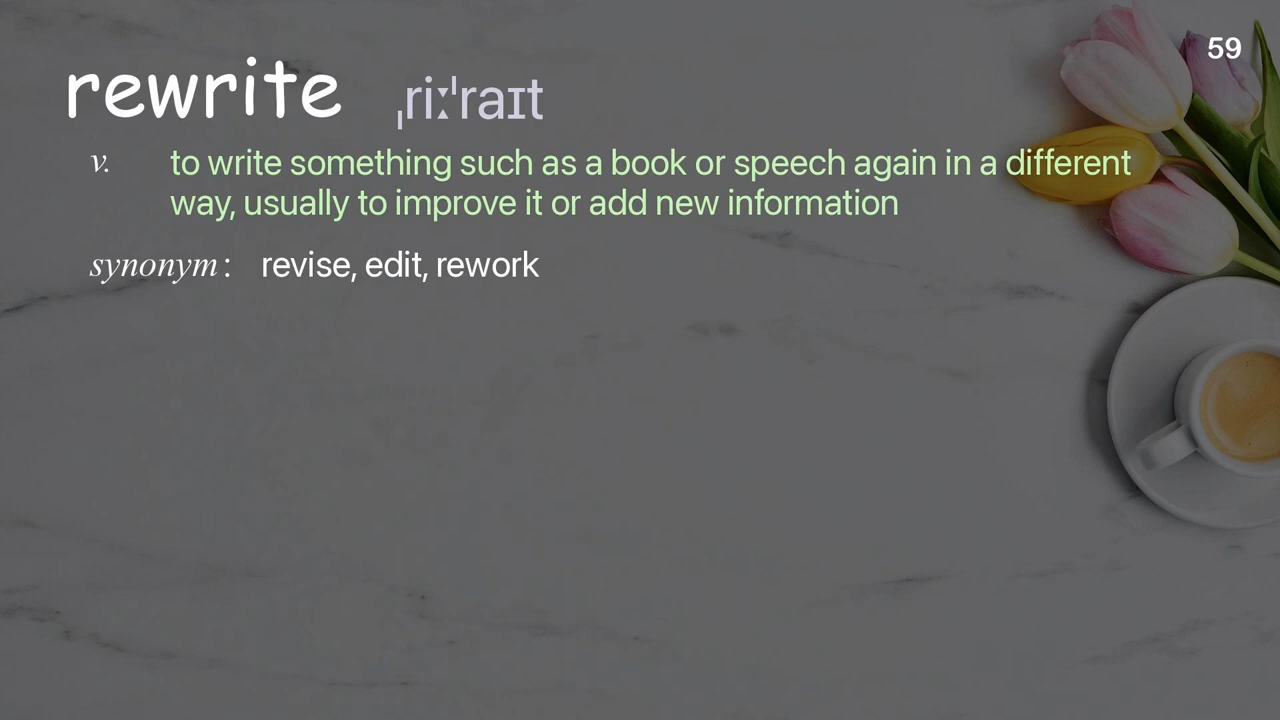 59
rewrite ˌriːˈraɪt
v. to write something such as a book or speech again in a different
way, usually to improve it or add new information
synonym : revise, edit, rework